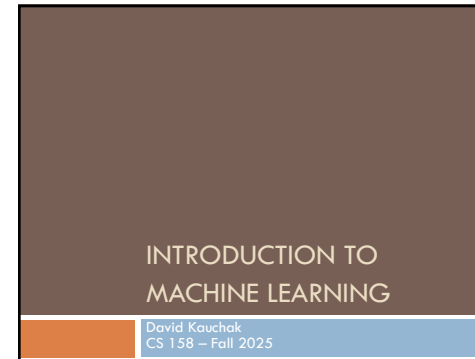 INTRODUCTION TO
MACHINE LEARNING
David Kauchak
CS 158 – Fall 2025